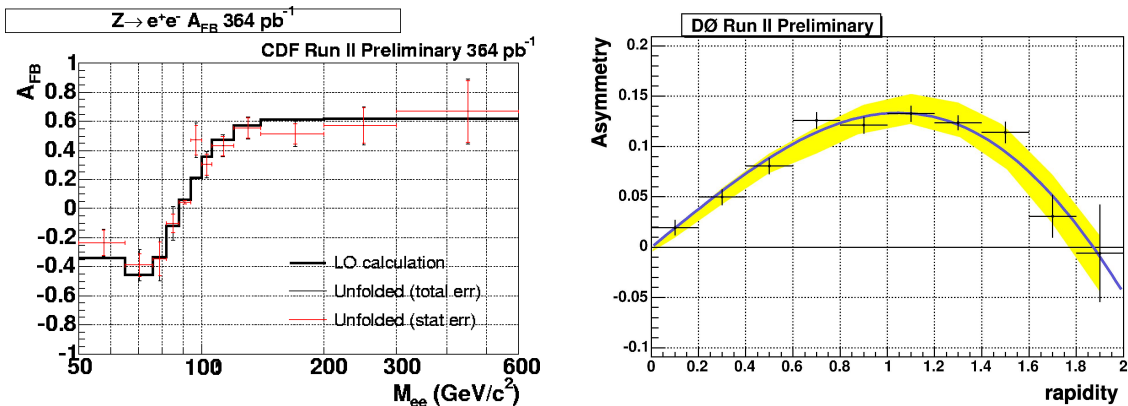 Z→ e⁺e⁻ A_FB 364 pb⁻¹
CDF Run II Preliminary 364 pb⁻¹
A_FB
1
0.8
0.6
0.4
0.2
0
-0.2
-0.4
-0.6
-0.8
-1
LO calculation
Unfolded (total err)
Unfolded (stat err)
50
100
200
300
600
M_ee (GeV/c²)
DØ Run II Preliminary
Asymmetry
0.2
0.15
0.1
0.05
0
-0.05
-0.1
0 0.2 0.4 0.6 0.8 1 1.2 1.4 1.6 1.8 2
rapidity